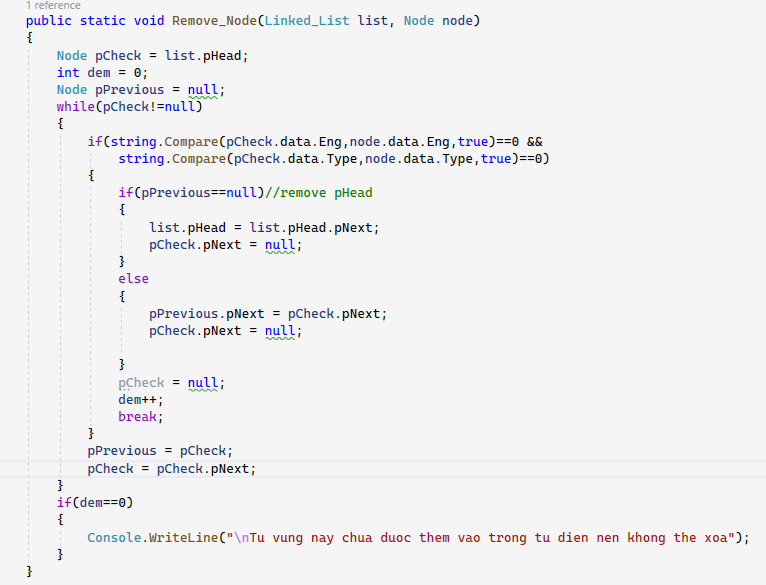 1 reference
public static void Remove_Node(Linked_List list, Node node)
{
    Node pCheck = list.pHead;
    int dem = 0;
    Node pPrevious = null;
    while(pCheck!=null)
    {
        if(string.Compare(pCheck.data.Eng,node.data.Eng,true)==0 &&
            string.Compare(pCheck.data.Type,node.data.Type,true)==0)
        {
            if(pPrevious==null)//remove pHead
            {
                list.pHead = list.pHead.pNext;
                pCheck.pNext = null;
            }
            else
            {
                pPrevious.pNext = pCheck.pNext;
                pCheck.pNext = null;

            }
            pCheck = null;
            dem++;
            break;
        }
        pPrevious = pCheck;
        pCheck = pCheck.pNext;
    }
    if(dem==0)
    {
        Console.WriteLine("\nTu vung nay chua duoc them vao trong tu dien nen khong the xoa");
    }
}